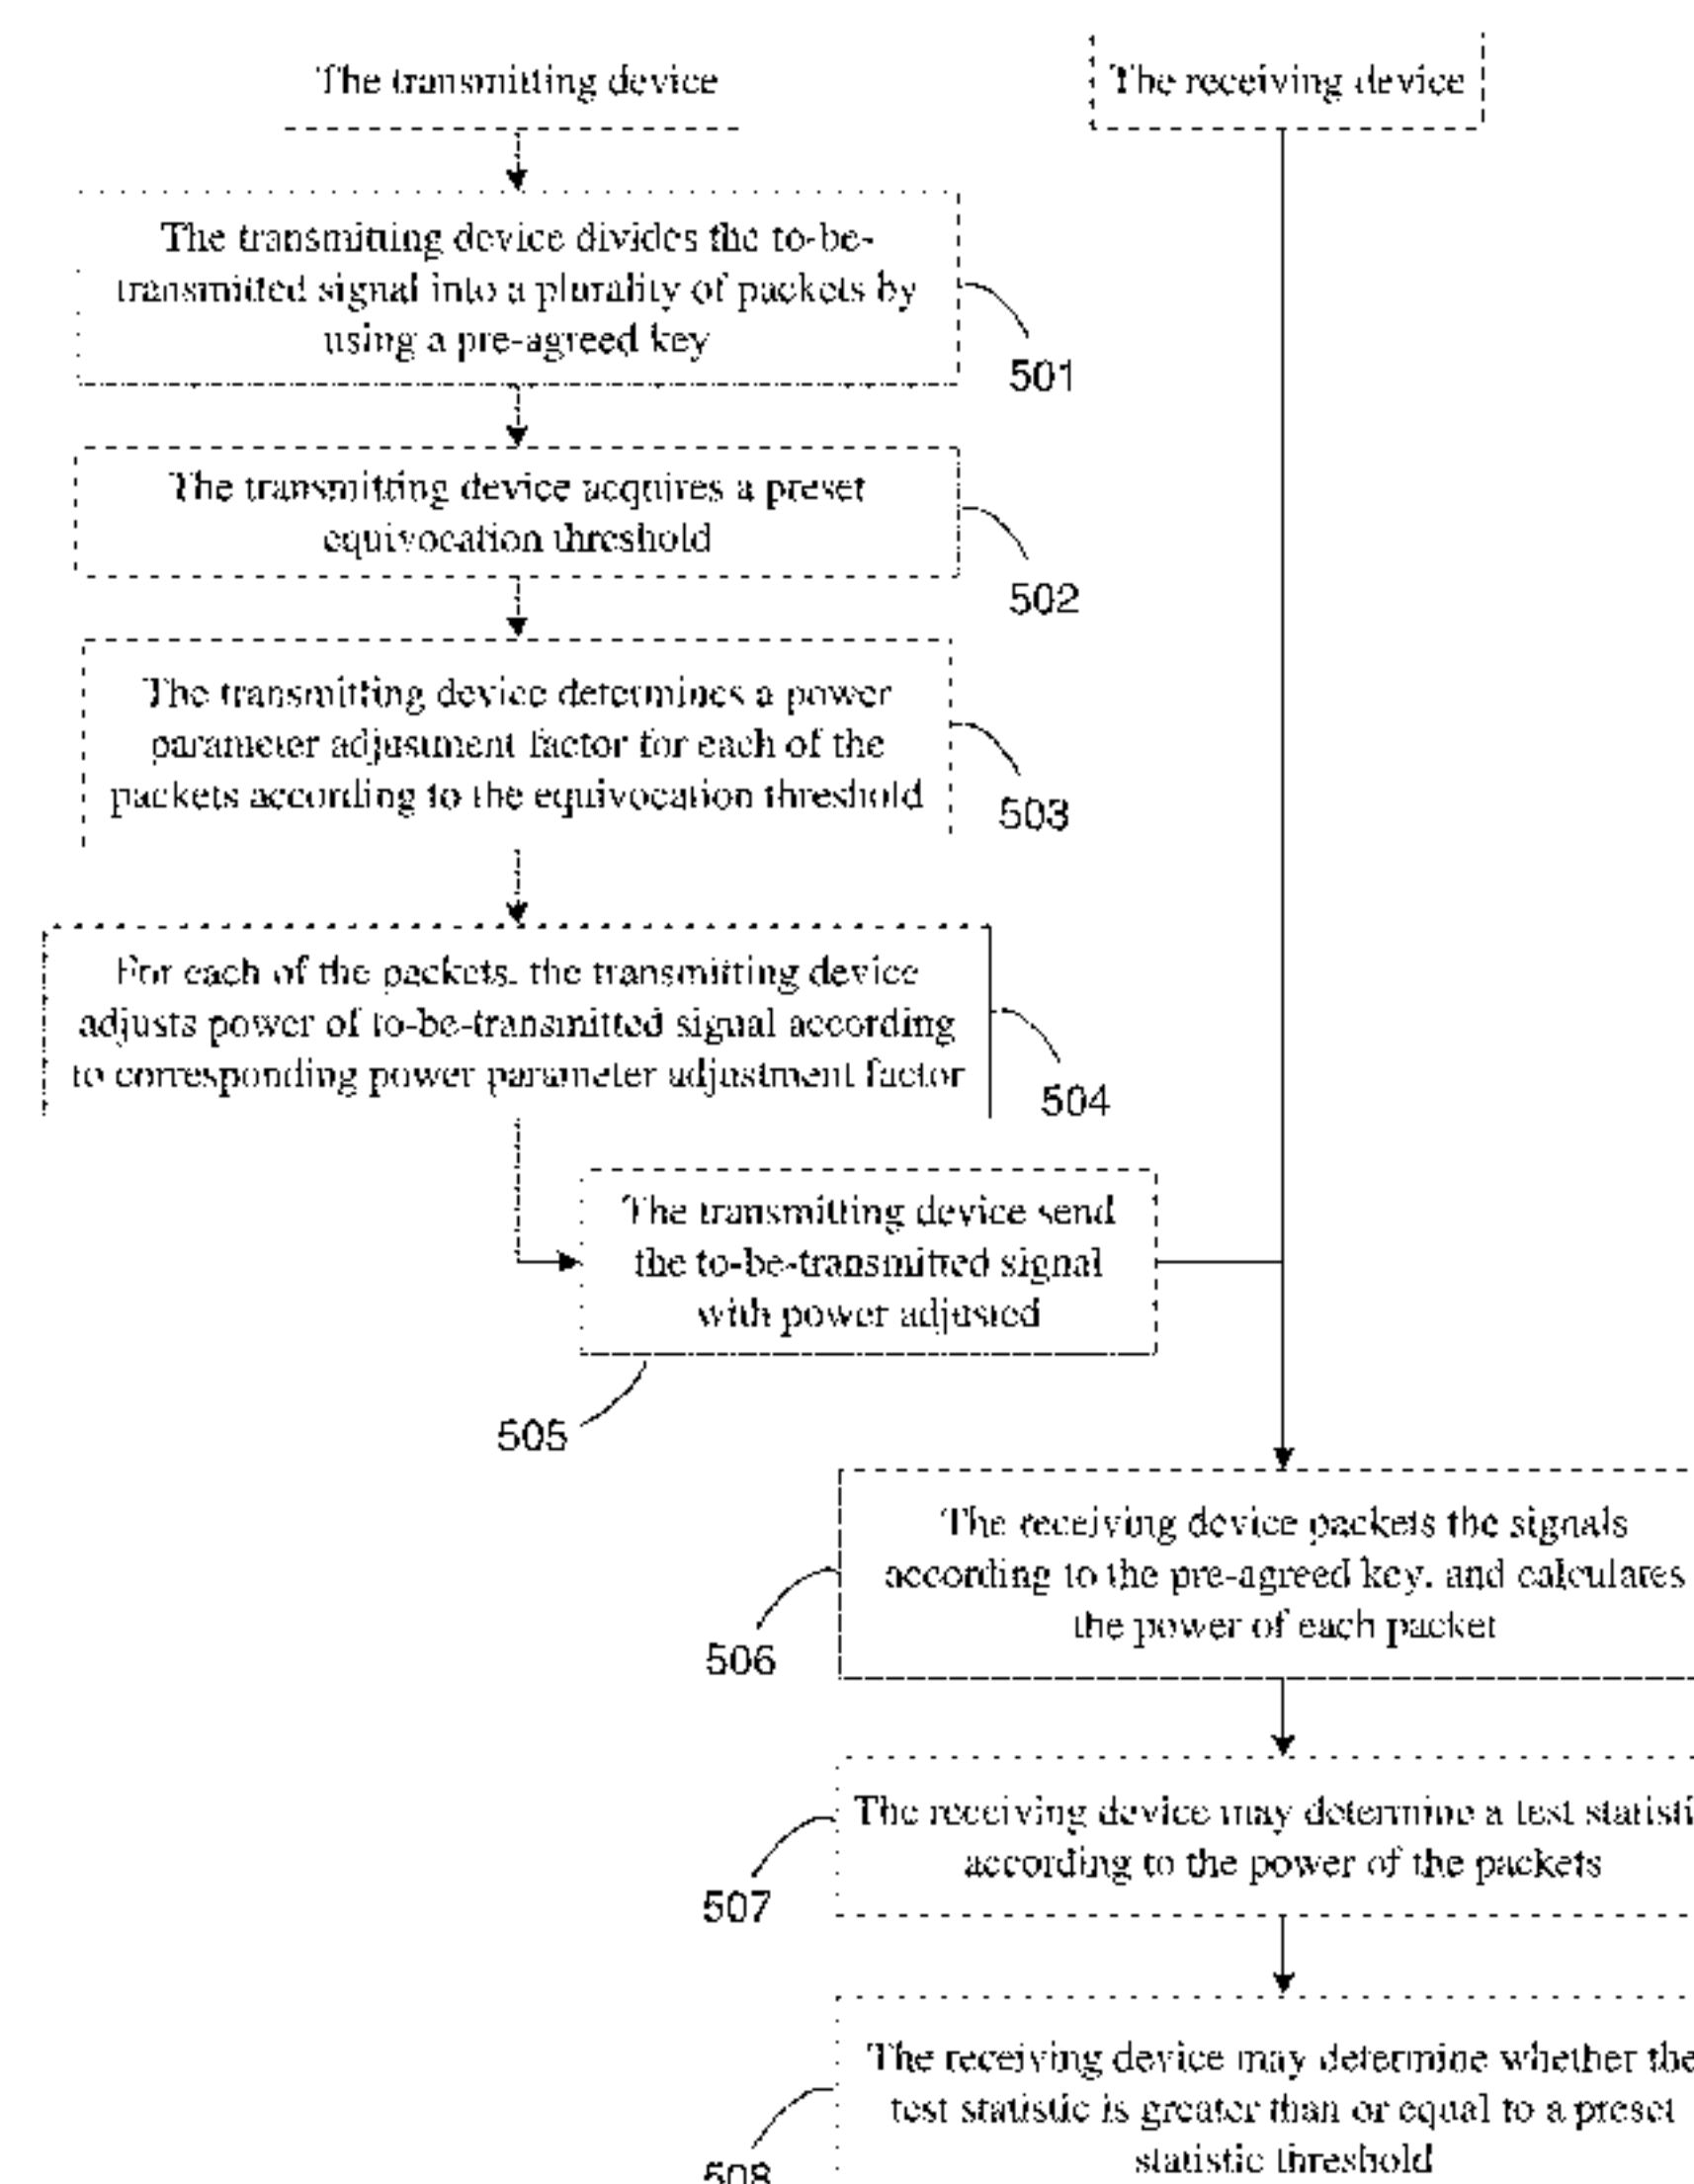 The transmitting device
The receiving device
The transmitting device divides the to-be-
transmitted signal into a plurality of packets by
using a pre-agreed key
501
The transmitting device acquires a preset
equivocation threshold
502
The transmitting device determines a power
parameter adjustment factor for each of the
packets according to the equivocation threshold
503
For each of the packets, the transmitting device
adjusts power of to-be-transmitted signal according
to corresponding power parameter adjustment factor
504
The transmitting device send
the to-be-transmitted signal
with power adjusted
505
The receiving device packets the signals
according to the pre-agreed key, and calculates
the power of each packet
506
The receiving device may determine a test statisti
according to the power of the packets
507
The receiving device may determine whether the
test statistic is greater than or equal to a preset
statistic threshold
508